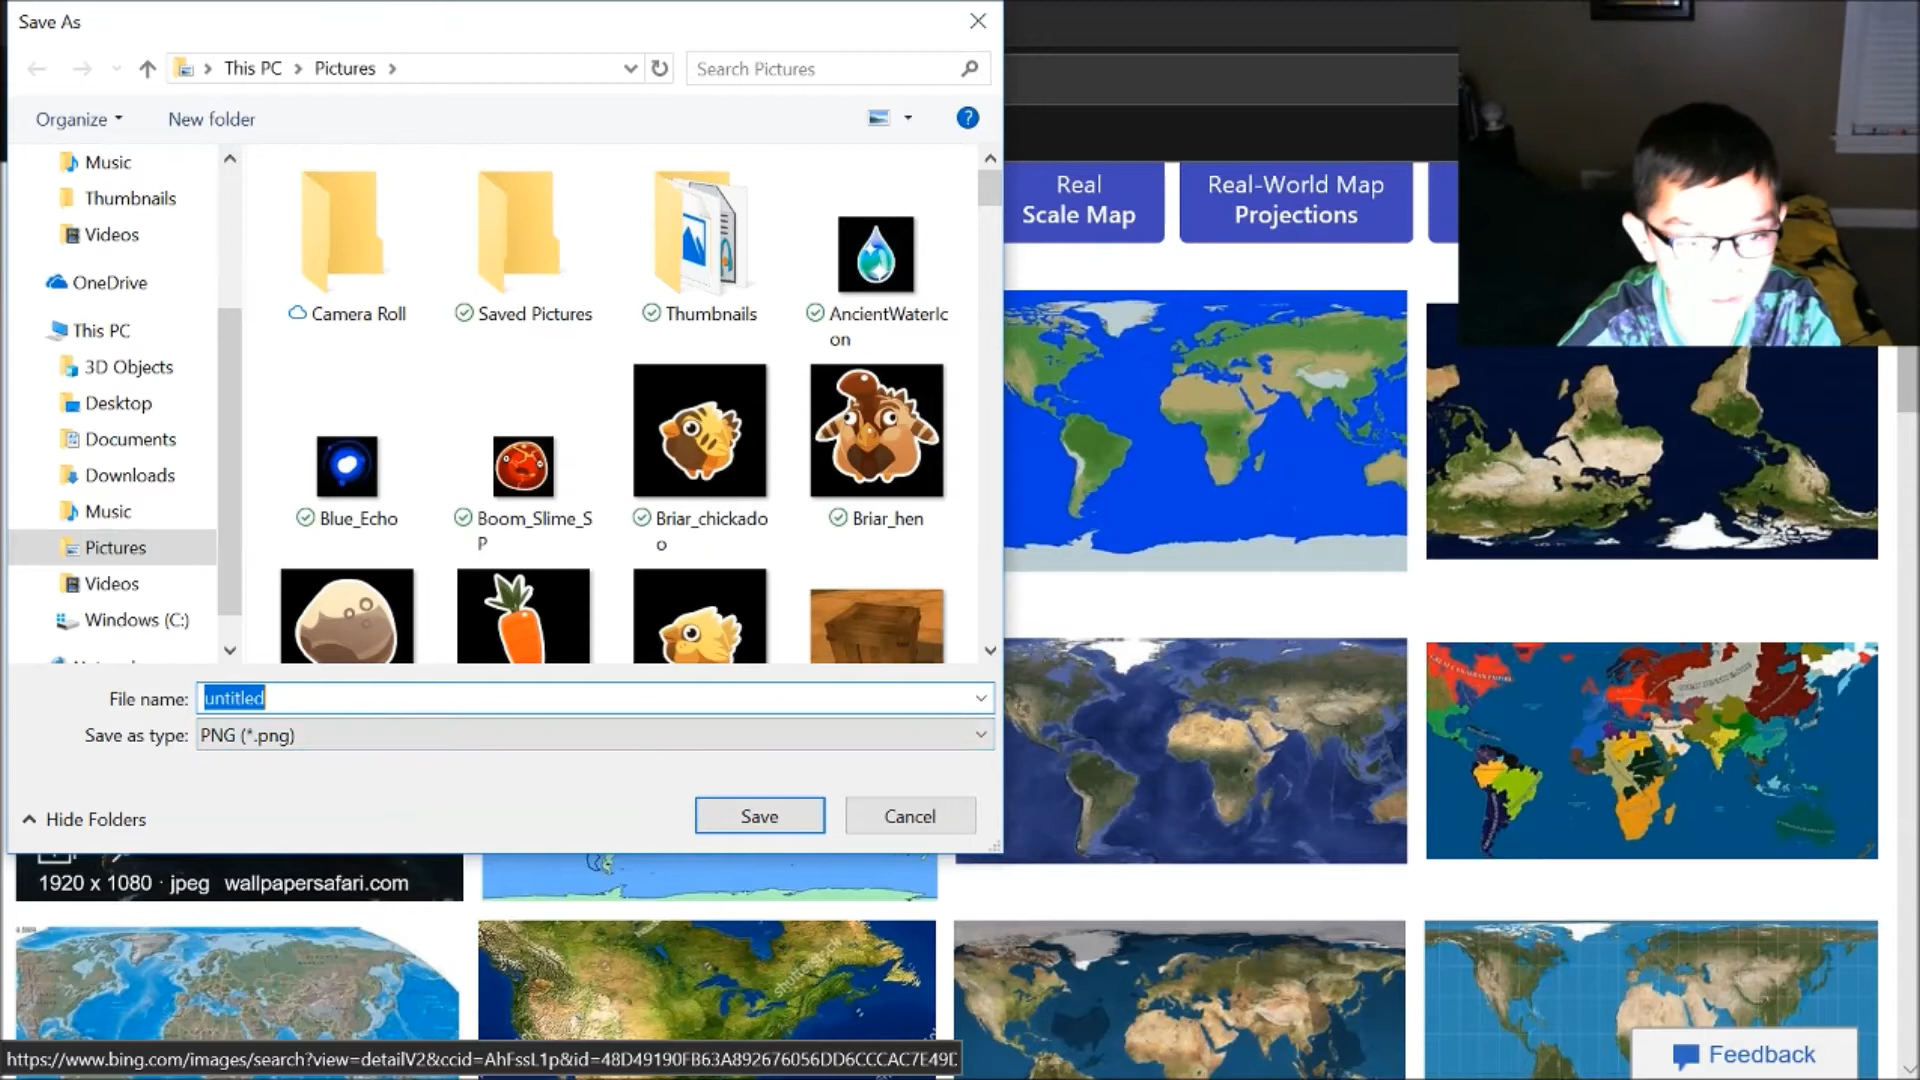 Save As
This PC
Pictures
Search Pictures
Organize
New folder
Music
Thumbnails
Videos
OneDrive
This PC
3D Objects
Desktop
Documents
Downloads
Music
Pictures
Videos
Windows (C:)
Camera Roll
Saved Pictures
Thumbnails
AncientWaterIc
on
Blue_Echo
Boom_Slime_S
P
Briar_chickado
o
Briar_hen
File name:
untitled
Save as type:
PNG (*.png)
Hide Folders
Save
Cancel
Real
Scale Map
Real-World Map
Projections
1920 x 1080 · jpeg wallpapersafari.com
shutterstock
https://www.bing.com/images/search?view=detailV2&ccid=AhFssL1p&id=48D49190FB63A892676056DD6CCCAC7E49D
Feedback